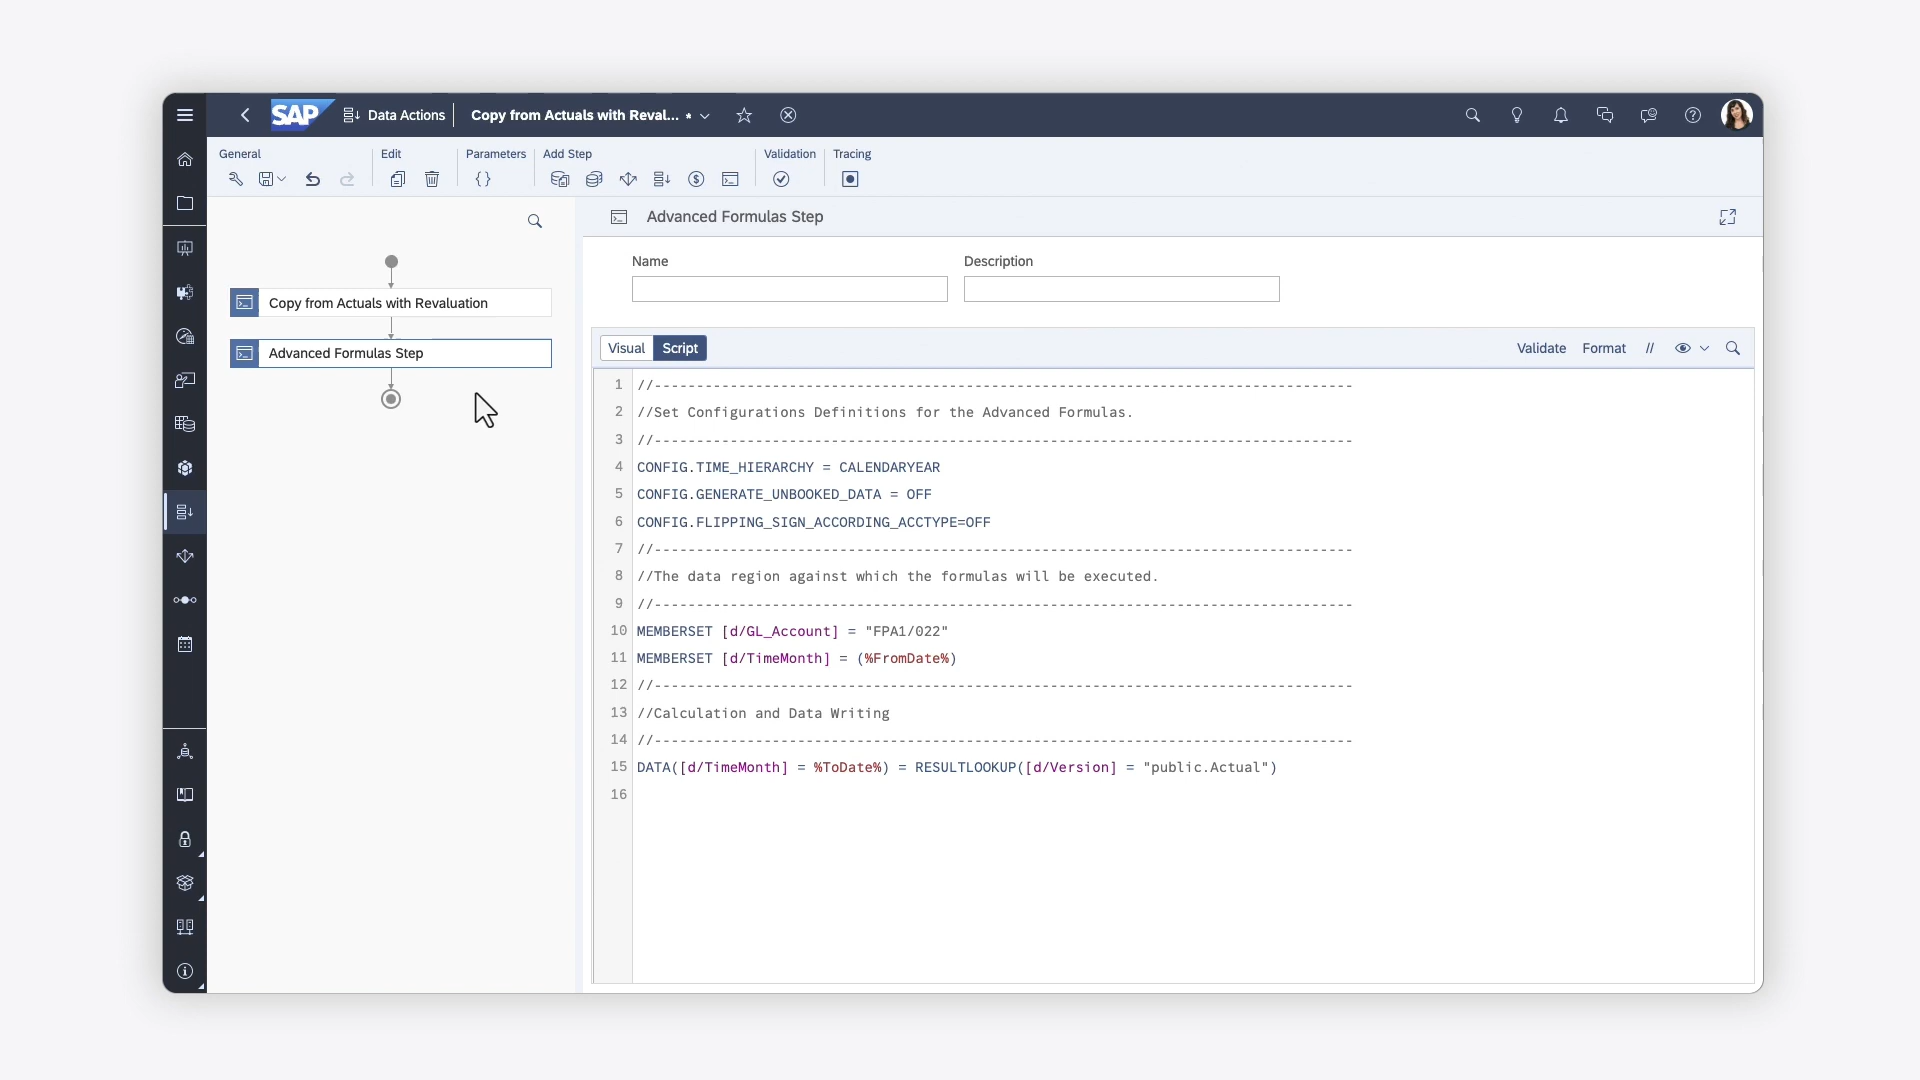 SAP
Data Actions
Copy from Actuals with Reval... *
General
Edit
Parameters
Add Step
Validation
Tracing
Copy from Actuals with Revaluation
Advanced Formulas Step
Advanced Formulas Step
Name
Description
Visual
Script
Validate
Format
//
1 //-----------------------------------------------------------------------------------
2 //Set Configurations Definitions for the Advanced Formulas.
3 //-----------------------------------------------------------------------------------
4 CONFIG.TIME_HIERARCHY = CALENDARYEAR
5 CONFIG.GENERATE_UNBOOKED_DATA = OFF
6 CONFIG.FLIPPING_SIGN_ACCORDING_ACCTYPE=OFF
7 //-----------------------------------------------------------------------------------
8 //The data region against which the formulas will be executed.
9 //-----------------------------------------------------------------------------------
10 MEMBERSET [d/GL_Account] = "FPA1/022"
11 MEMBERSET [d/TimeMonth] = (%FromDate%)
12 //-----------------------------------------------------------------------------------
13 //Calculation and Data Writing
14 //-----------------------------------------------------------------------------------
15 DATA([d/TimeMonth] = %ToDate%) = RESULTLOOKUP([d/Version] = "public.Actual")
16